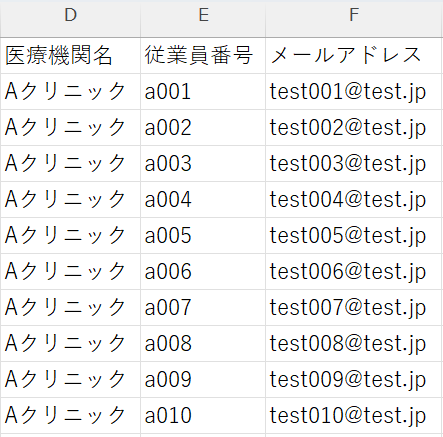 D E F
医療機関名 従業員番号 メールアドレス
Aクリニック a001 test001@test.jp
Aクリニック a002 test002@test.jp
Aクリニック a003 test003@test.jp
Aクリニック a004 test004@test.jp
Aクリニック a005 test005@test.jp
Aクリニック a006 test006@test.jp
Aクリニック a007 test007@test.jp
Aクリニック a008 test008@test.jp
Aクリニック a009 test009@test.jp
Aクリニック a010 test010@test.jp